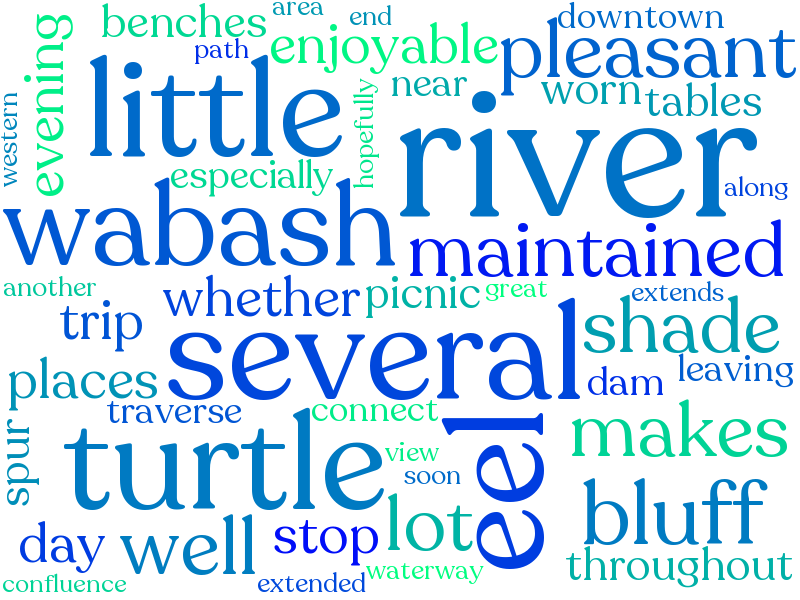 area
end
downtown
benches
evening
path
enjoyable
pleasant
little
near
worn
tables
western
hopefully
river
especially
along
wabash
maintained
another
whether
picnic
great
extends
trip
several
shade
places
dam
leaving
traverse
connect
makes
spur
turtle
view
eel
soon
bluff
day
well
stop
lot
throughout
confluence
extended
waterway